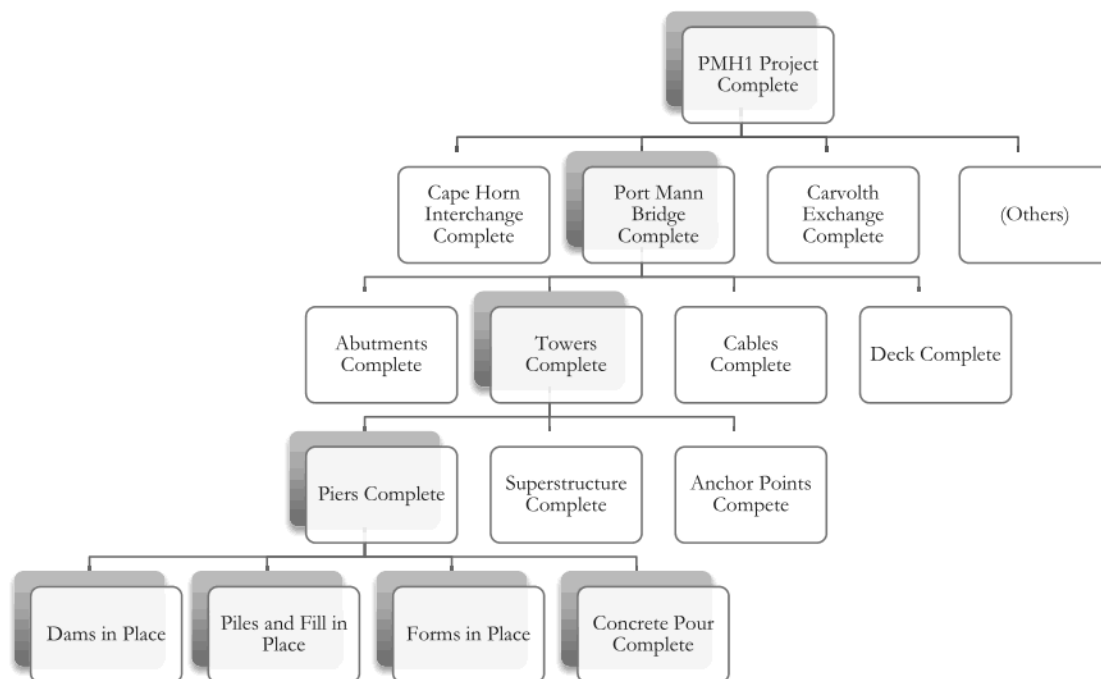 PMH1 Project
Complete
Cape Horn
Interchange
Complete
Port Mann
Bridge
Complete
Carvolth
Exchange
Complete
(Others)
Abutments
Complete
Towers
Complete
Cables
Complete
Deck Complete
Piers Complete
Superstructure
Complete
Anchor Points
Compete
Dams in Place
Piles and Fill in
Place
Forms in Place
Concrete Pour
Complete